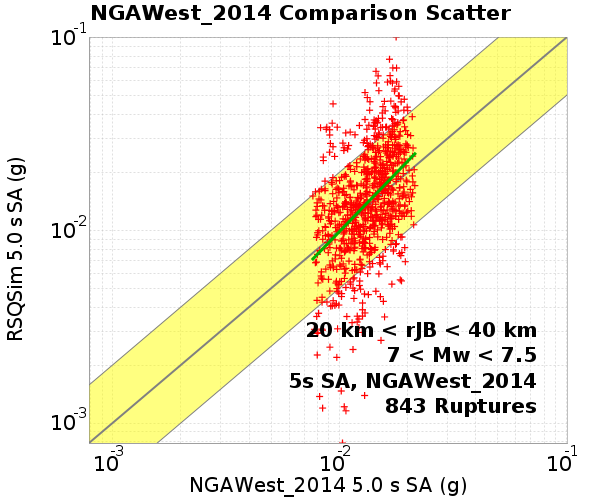 NGAWest_2014 Comparison Scatter
10-1
10-2
10-3
RSQSim 5.0 s SA (g)
20 km < rJB < 40 km
7 < Mw < 7.5
5s SA, NGAWest_2014
843 Ruptures
10-3 10-2 10-1
NGAWest_2014 5.0 s SA (g)